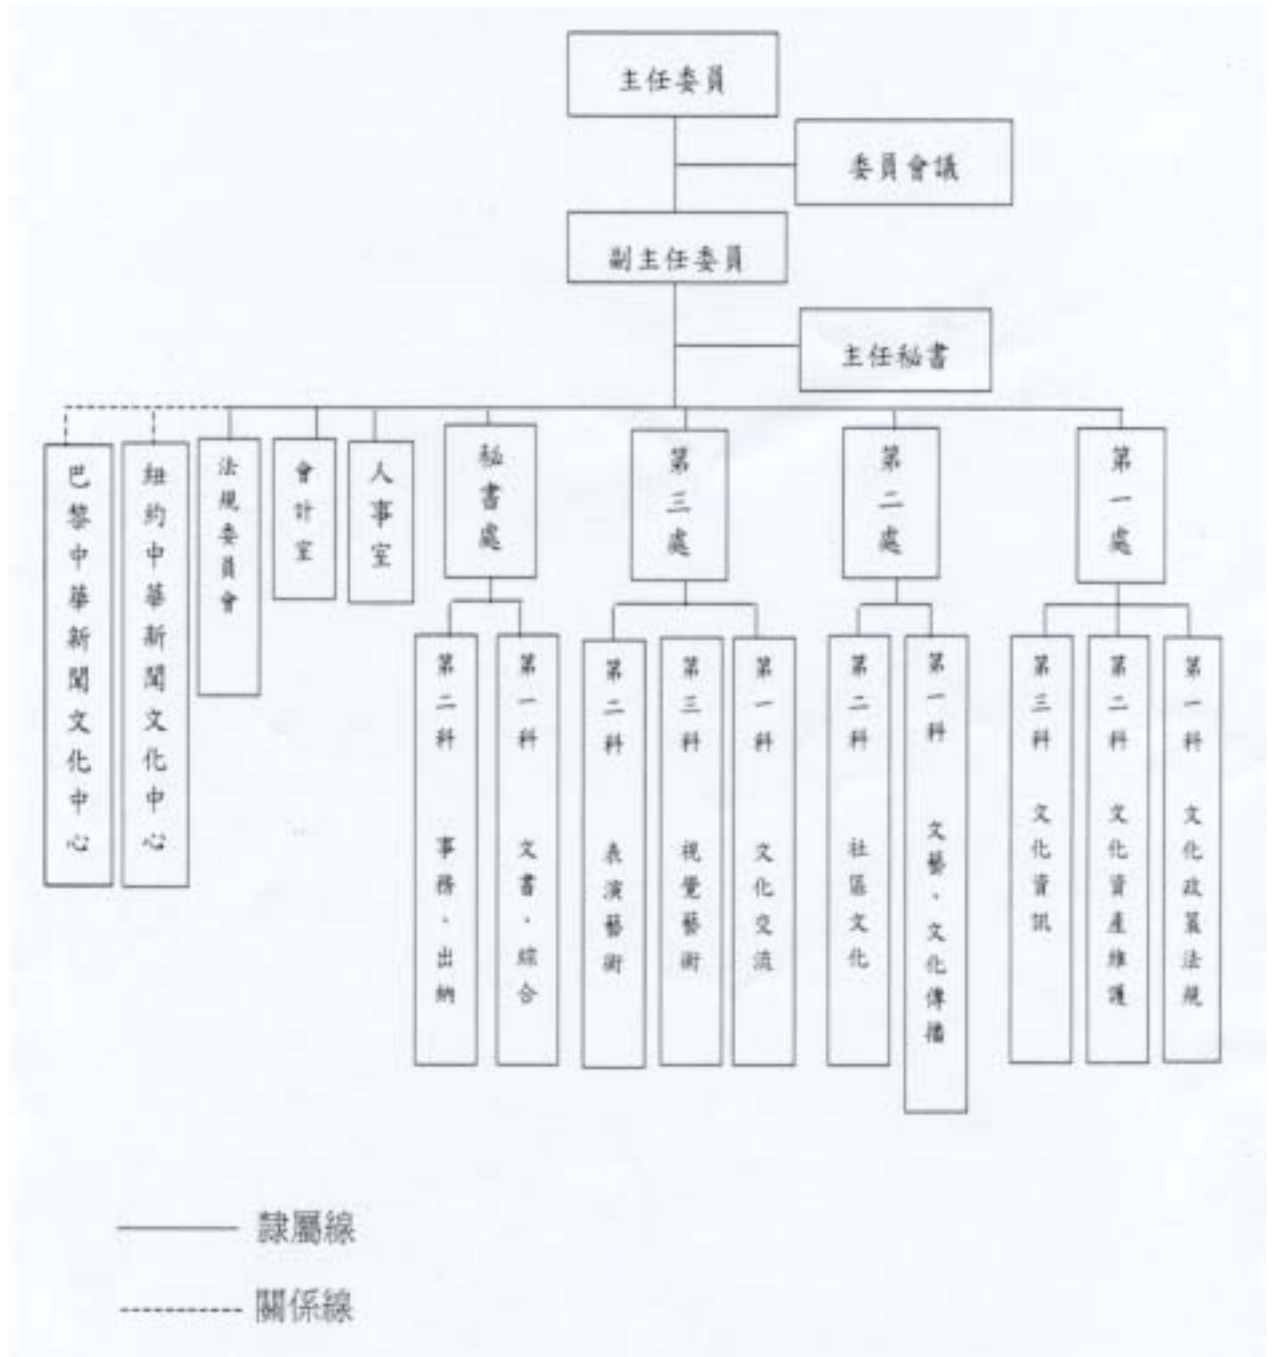 主任委員
委員會議
副主任委員
主任秘書
巴黎中華新聞文化中心
紐約中華新聞文化中心
法規委員會
會計室
人事室
秘書處
第三處
第二處
第一處
第二科 事務、出納
第一科 文書、綜合
第二科 表演藝術
第三科 視覺藝術
第一科 文化交流
第二科 社區文化
第一科 文藝、文化傳播
第三科 文化資訊
第二科 文化資產維護
第一科 文化政策法規
隸屬線
關係線